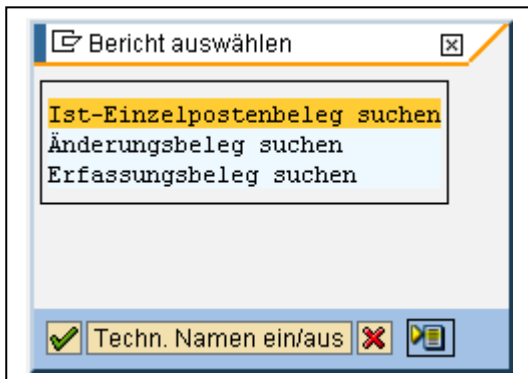 Bericht auswählen
Ist-Einzelpostenbeleg suchen
Änderungsbeleg suchen
Erfassungsbeleg suchen
Techn. Namen ein/aus